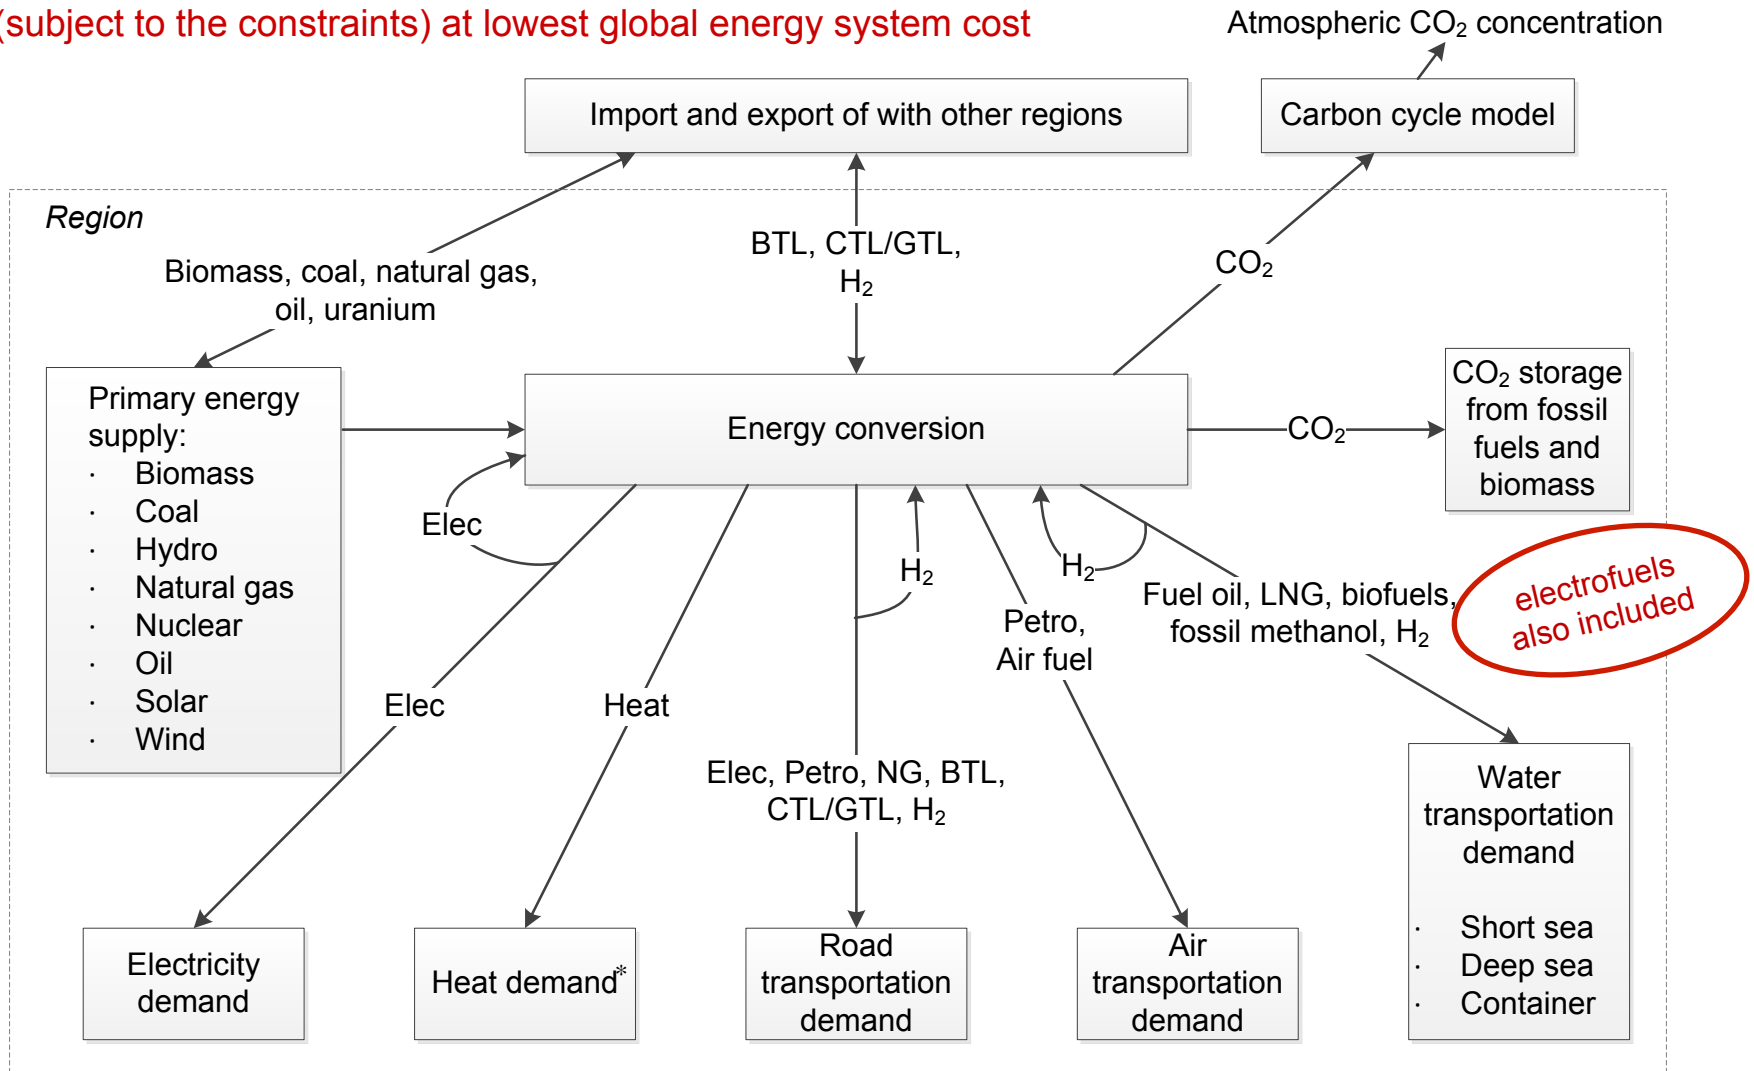 (subject to the constraints) at lowest global energy system cost
Atmospheric CO₂ concentration
Import and export of with other regions
Carbon cycle model
Region
Biomass, coal, natural gas,
oil, uranium
BTL, CTL/GTL,
H₂
CO₂
Primary energy
supply:
· Biomass
· Coal
· Hydro
· Natural gas
· Nuclear
· Oil
· Solar
· Wind
Energy conversion
CO₂
CO₂ storage
from fossil
fuels and
biomass
Elec
H₂
H₂
Petro,
Air fuel
Fuel oil, LNG, biofuels,
fossil methanol, H₂
electrofuels
also included
Elec
Heat
Elec, Petro, NG, BTL,
CTL/GTL, H₂
Electricity
demand
Heat demand*
Road
transportation
demand
Air
transportation
demand
Water
transportation
demand
· Short sea
· Deep sea
· Container